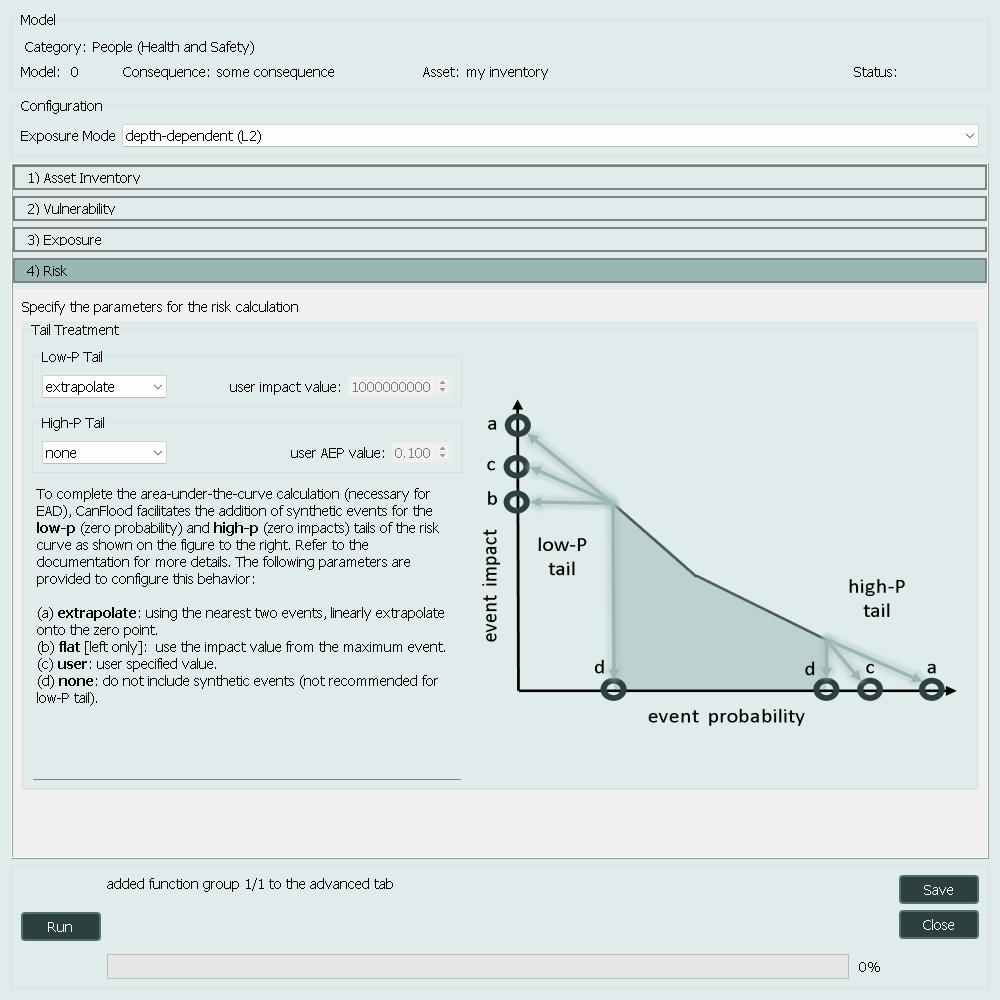 Model
Category: People (Health and Safety)
Model: 0 Consequence: some consequence Asset: my inventory Status:
Configuration
Exposure Mode depth-dependent (L2)
1) Asset Inventory
2) Vulnerability
3) Exposure
4) Risk
Specify the parameters for the risk calculation
Tail Treatment
Low-P Tail
extrapolate user impact value: 1000000000
High-P Tail
none user AEP value: 0.100
To complete the area-under-the-curve calculation (necessary for
EAD), CanFlood facilitates the addition of synthetic events for the
low-p (zero probability) and high-p (zero impacts) tails of the risk
curve as shown on the figure to the right. Refer to the
documentation for more details. The following parameters are
provided to configure this behavior:
(a) extrapolate: using the nearest two events, linearly extrapolate
onto the zero point.
(b) flat [left only]: use the impact value from the maximum event.
(c) user: user specified value.
(d) none: do not include synthetic events (not recommended for
low-P tail).
a
c
b
event impact
low-P
tail
high-P
tail
d d c a
event probability
added function group 1/1 to the advanced tab
Save
Run
Close
0%